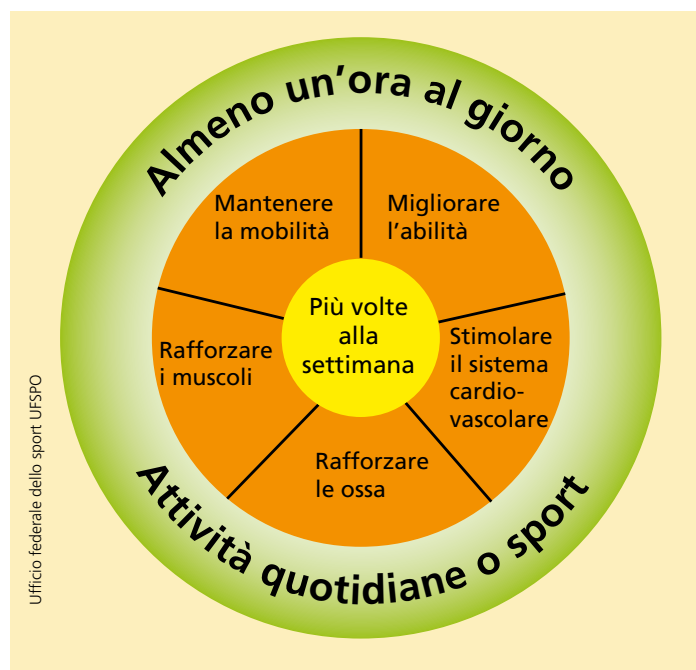 Almeno un’ora al giorno
Mantenere
la mobilità
Migliorare
l’abilità
Più volte
alla
settimana
Rafforzare
i muscoli
Stimolare
il sistema
cardio-
vascolare
Rafforzare
le ossa
Attività quotidiane o sport
Ufficio federale dello sport UFSPO